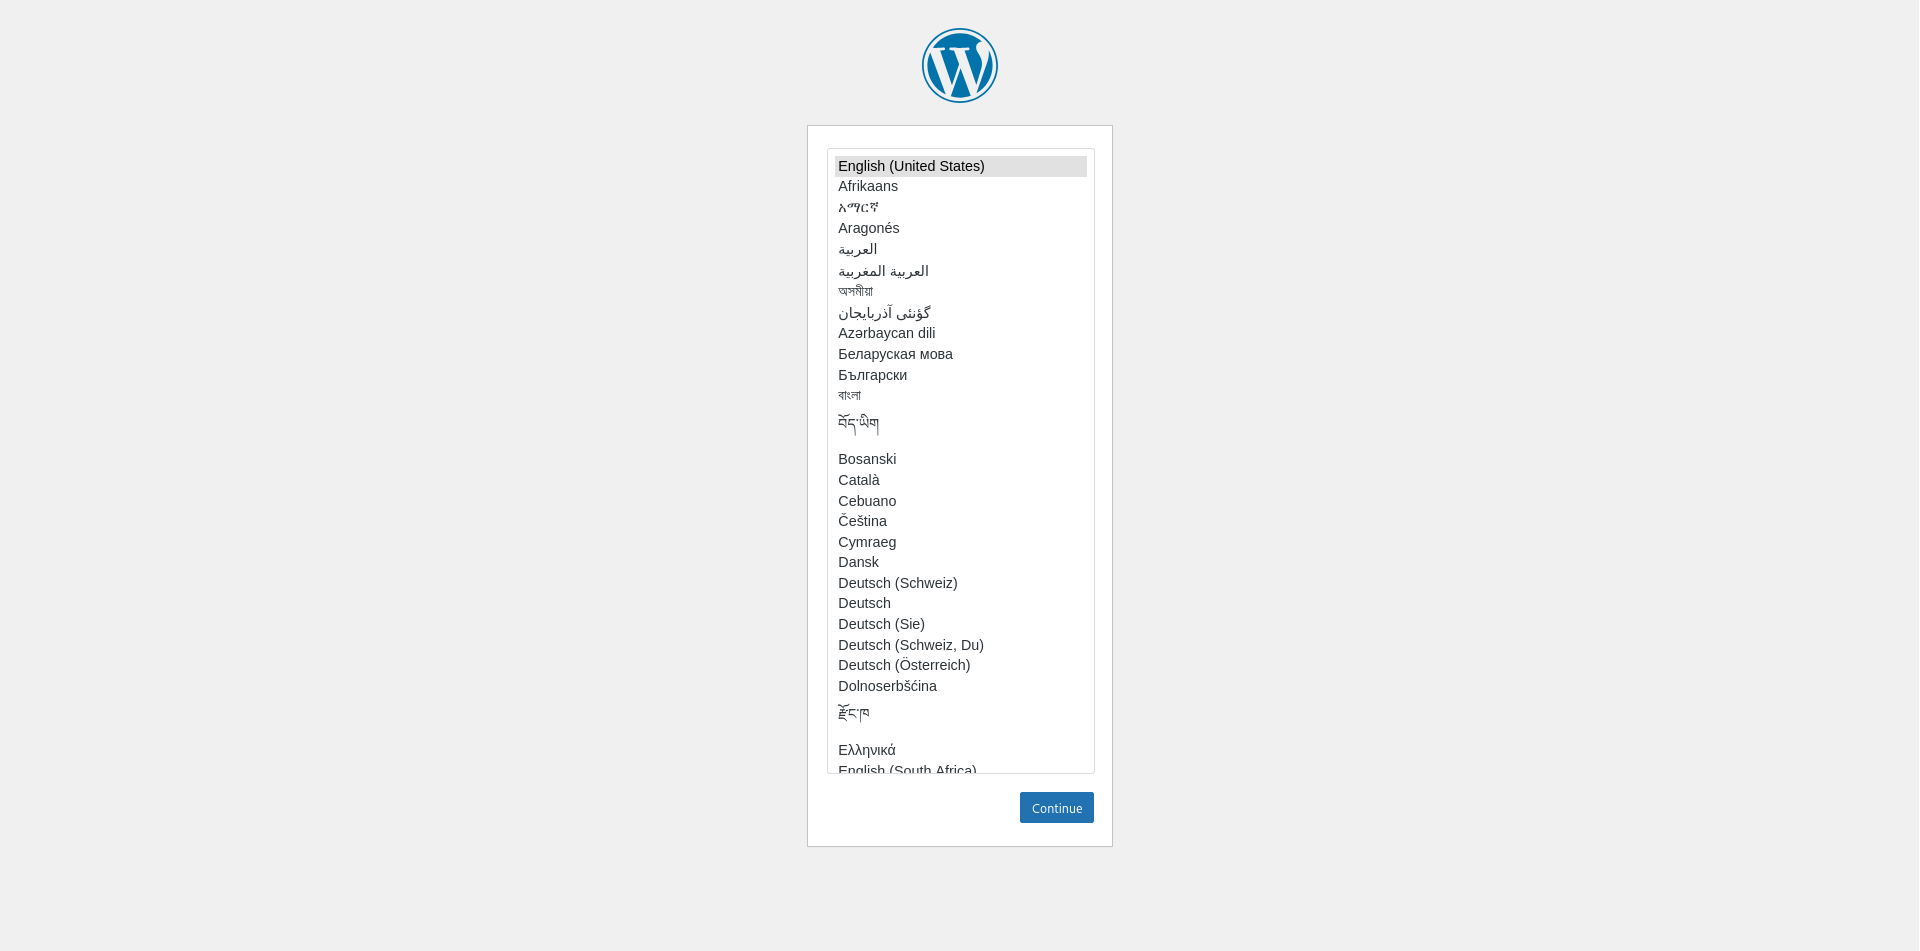 English (United States)
Afrikaans
አማርኛ
Aragonés
العربية
العربية المغربية
অসমীয়া
گؤنئی آذربایجان
Azərbaycan dili
Беларуская мова
Български
বাংলা
བོད་ཡིག
Bosanski
Català
Cebuano
Čeština
Cymraeg
Dansk
Deutsch (Schweiz)
Deutsch
Deutsch (Sie)
Deutsch (Schweiz, Du)
Deutsch (Österreich)
Dolnoserbšćina
རྫོང་ཁ
Ελληνικά
English (South Africa)
Continue